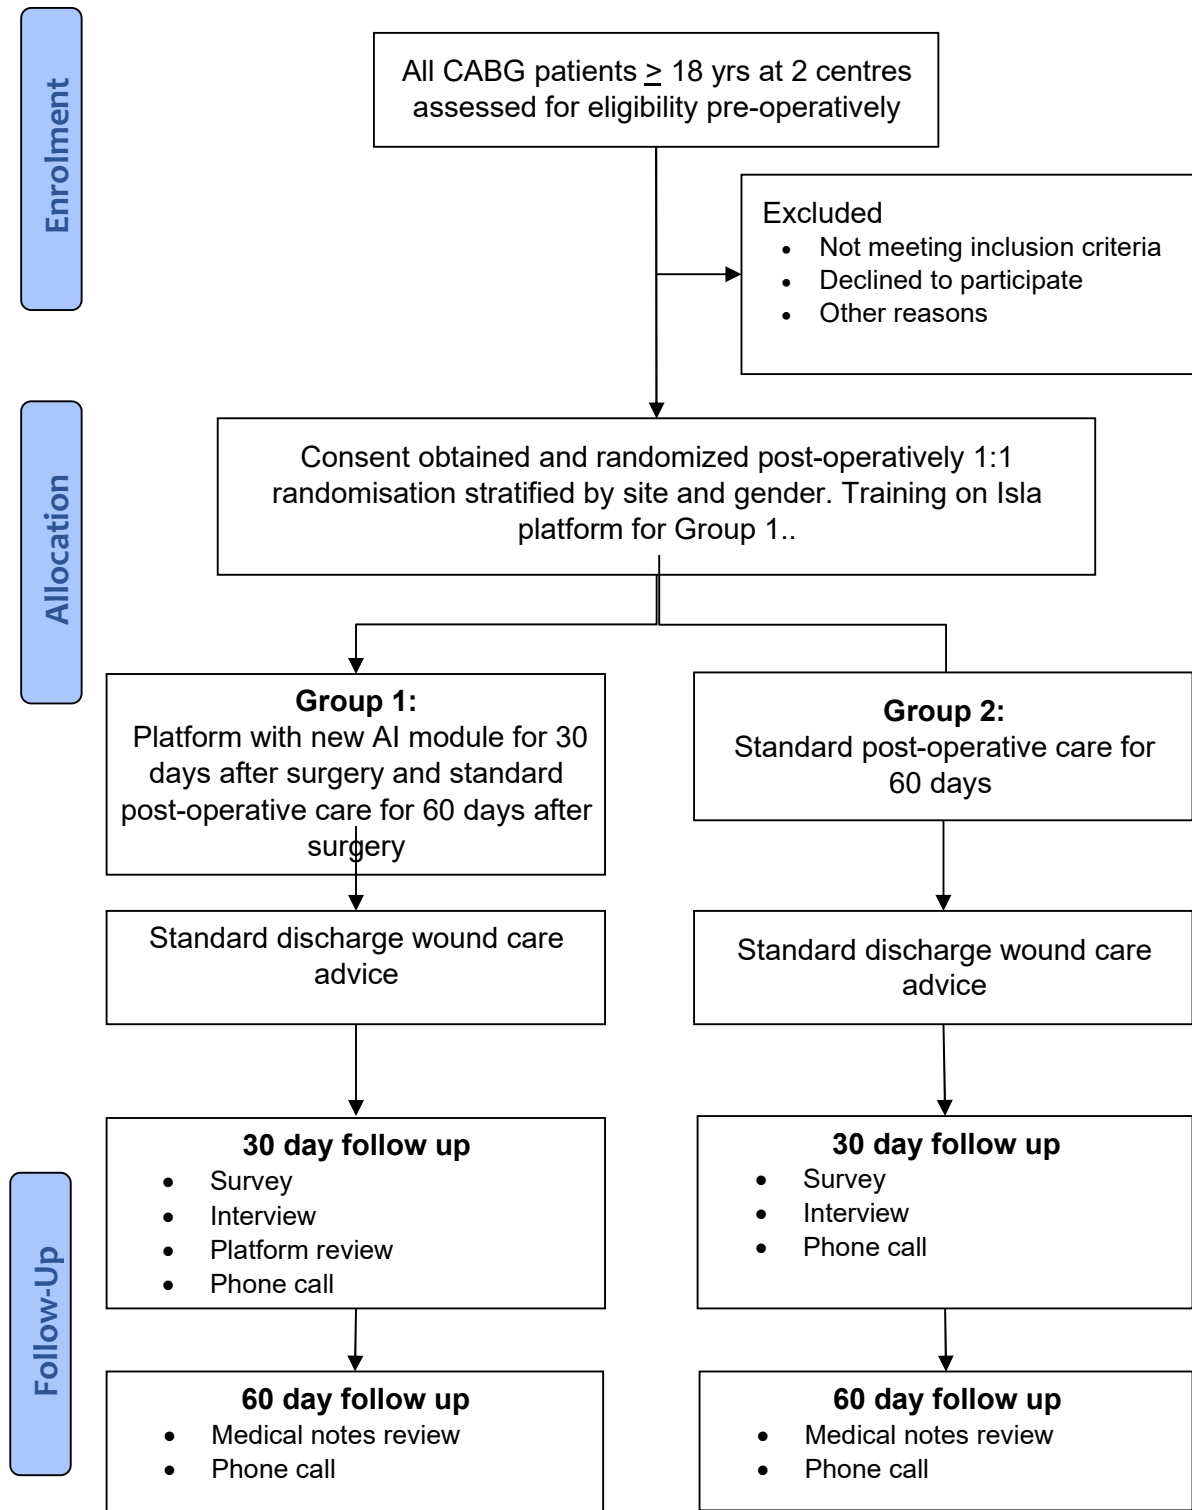 Enrolment
All CABG patients ≥ 18 yrs at 2 centres
assessed for eligibility pre-operatively
Excluded
• Not meeting inclusion criteria
• Declined to participate
• Other reasons
Allocation
Consent obtained and randomized post-operatively 1:1
randomisation stratified by site and gender. Training on Isla
platform for Group 1..
Group 1:
Platform with new AI module for 30
days after surgery and standard
post-operative care for 60 days after
surgery
Group 2:
Standard post-operative care for
60 days
Standard discharge wound care
advice
Standard discharge wound care
advice
Follow-Up
30 day follow up
• Survey
• Interview
• Platform review
• Phone call
30 day follow up
• Survey
• Interview
• Phone call
60 day follow up
• Medical notes review
• Phone call
60 day follow up
• Medical notes review
• Phone call